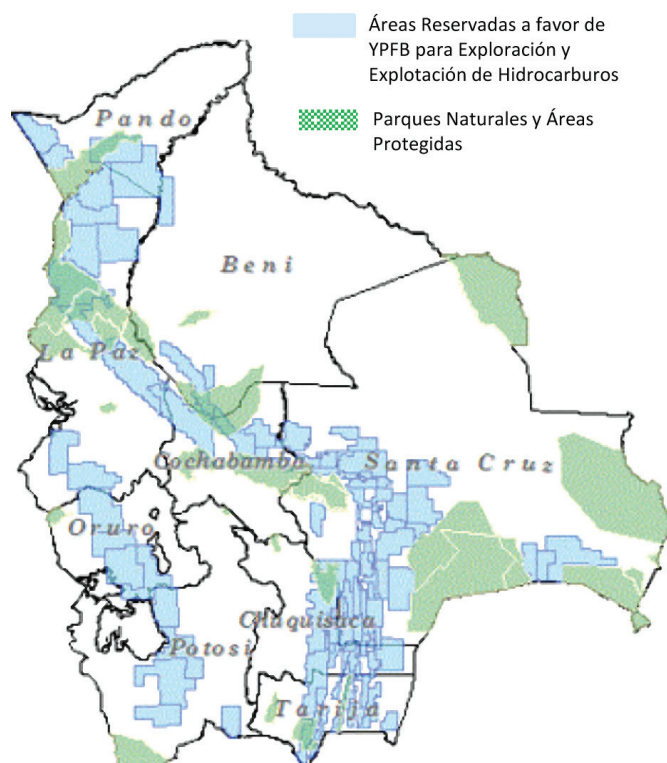 Áreas Reservadas a favor de
YPFB para Exploración y
Explotación de Hidrocarburos
Parques Naturales y Áreas
Protegidas
Pando
Beni
La Paz
Cochabamba
Santa Cruz
Oruro
Chuquisaca
Potosi
Tarija